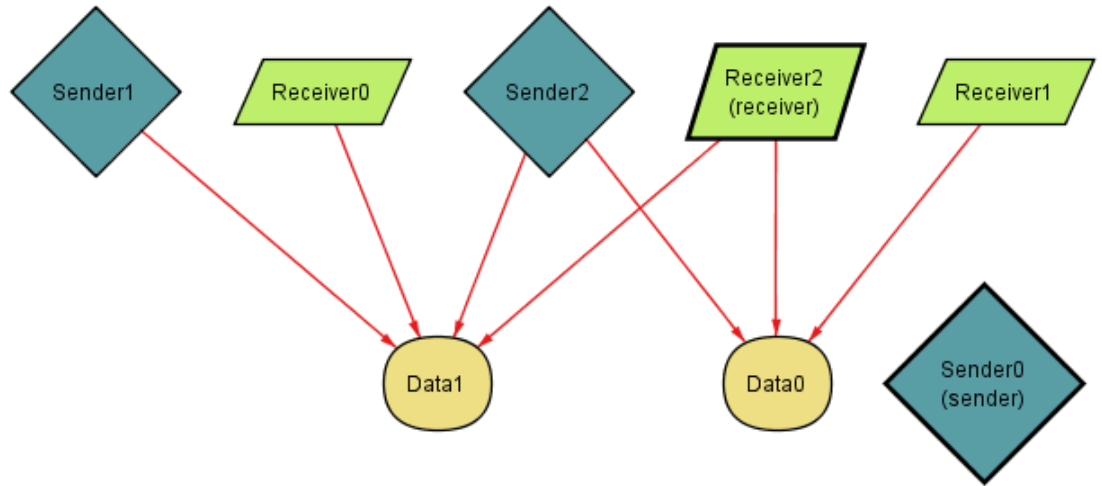 Sender1
Receiver0
Sender2
Receiver2
(receiver)
Receiver1
Data1
Data0
Sender0
(sender)